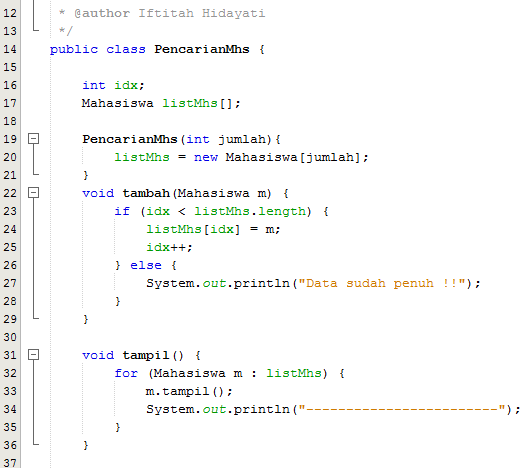 12  * @author Iftitah Hidayati
13  */
14 public class PencarianMhs {
15
16     int idx;
17     Mahasiswa listMhs[];
18
19     PencarianMhs(int jumlah){
20         listMhs = new Mahasiswa[jumlah];
21     }
22     void tambah(Mahasiswa m) {
23         if (idx < listMhs.length) {
24             listMhs[idx] = m;
25             idx++;
26         } else {
27             System.out.println("Data sudah penuh !!");
28         }
29     }
30
31     void tampil() {
32         for (Mahasiswa m : listMhs) {
33             m.tampil();
34             System.out.println("------------------------");
35         }
36     }
37